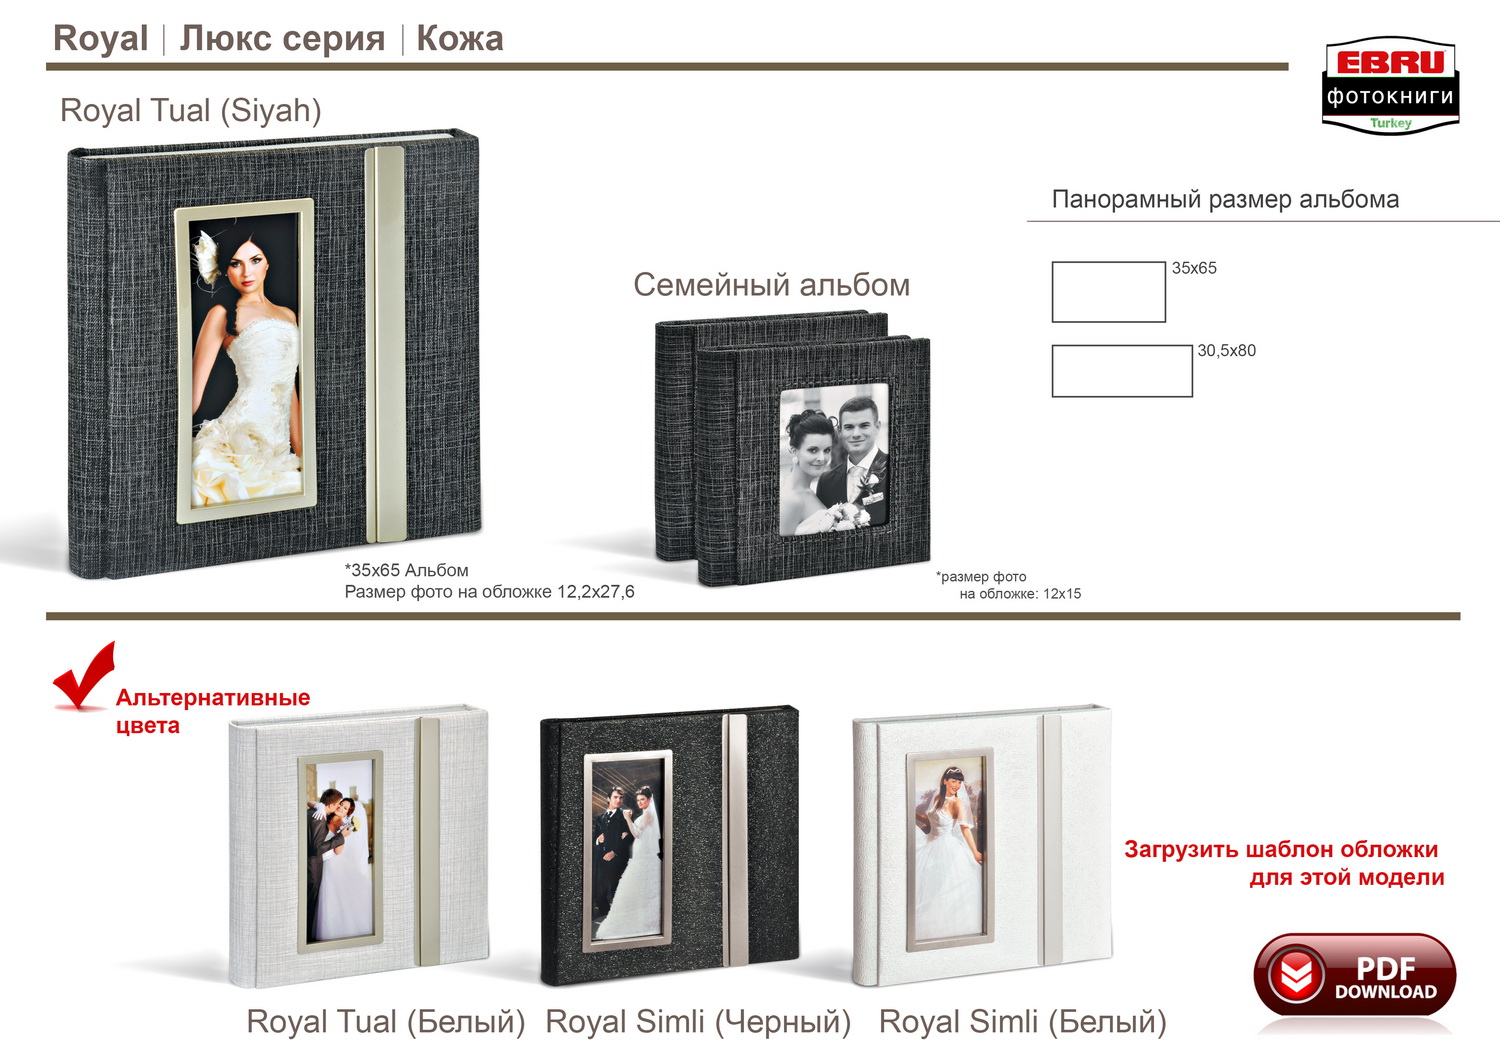 Royal | Люкс серия | Кожа
EBRU
фотокниги
Turkey
Royal Tual (Siyah)
Панорамный размер альбома
35x65
30,5x80
Семейный альбом
*35x65 Альбом
Размер фото на обложке 12,2x27,6
*размер фото
на обложке: 12x15
Альтернативные
цвета
Загрузить шаблон обложки
для этой модели
PDF
DOWNLOAD
Royal Tual (Белый)
Royal Simli (Черный)
Royal Simli (Белый)